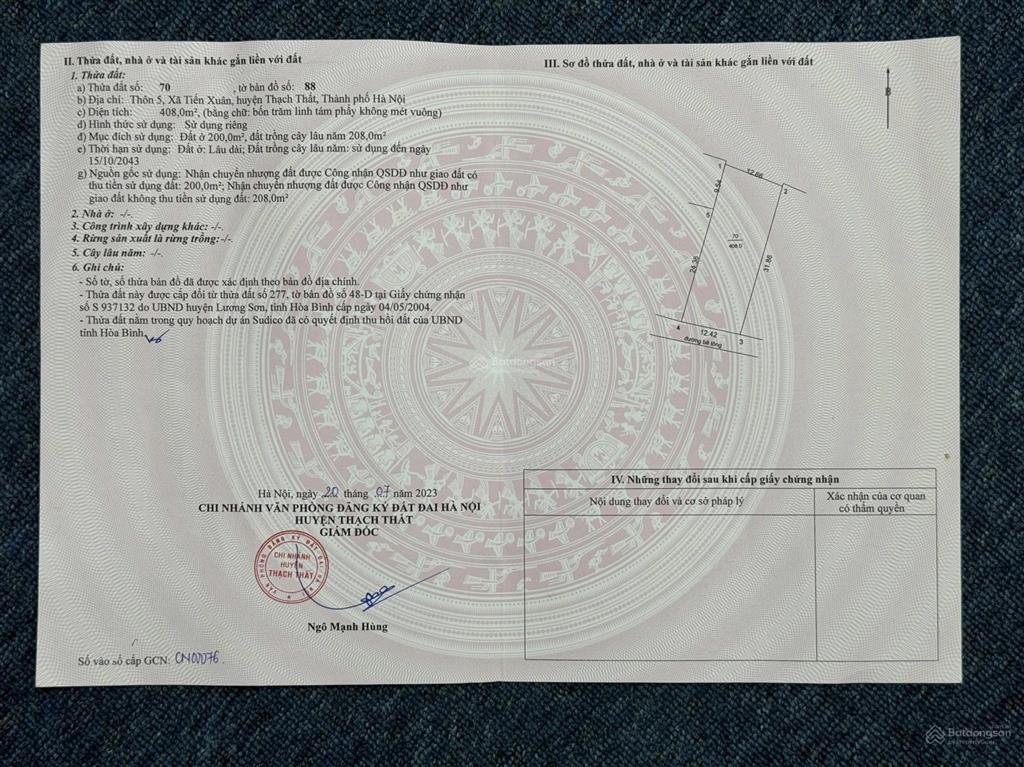 II. Thửa đất, nhà ở và tài sản khác gắn liền với đất
1. Thửa đất:
a) Thửa đất số: 70 , tờ bản đồ số: 88
b) Địa chỉ: Thôn 5, Xã Tiến Xuân, huyện Thạch Thất, Thành phố Hà Nội
c) Diện tích: 408,0m², (bằng chữ: bốn trăm linh tám phẩy không mét vuông)
d) Hình thức sử dụng: Sử dụng riêng
đ) Mục đích sử dụng: Đất ở 200,0m², đất trồng cây lâu năm 208,0m²
e) Thời hạn sử dụng: Đất ở: Lâu dài; Đất trồng cây lâu năm: sử dụng đến ngày
15/10/2043
g) Nguồn gốc sử dụng: Nhận chuyển nhượng đất được Công nhận QSDĐ như giao đất có
thu tiền sử dụng đất: 200,0m²; Nhận chuyển nhượng đất được Công nhận QSDĐ như
giao đất không thu tiền sử dụng đất: 208,0m²
2. Nhà ở: -/-.
3. Công trình xây dựng khác: -/-.
4. Rừng sản xuất là rừng trồng:-/-.
5. Cây lâu năm: -/-.
6. Ghi chú:
- Số tờ, số thửa bản đồ đã được xác định theo bản đồ địa chính.
- Thửa đất này được cấp đổi từ thửa đất số 277, tờ bản đồ số 48-D tại Giấy chứng nhận
số S 937132 do UBND huyện Lương Sơn, tỉnh Hòa Bình cấp ngày 04/05/2004.
- Thửa đất nằm trong quy hoạch dự án Sudico đã có quyết định thu hồi đất của UBND
tỉnh Hòa Bình.
Hà Nội, ngày 20 tháng 07 năm 2023
CHI NHÁNH VĂN PHÒNG ĐĂNG KÝ ĐẤT ĐAI HÀ NỘI
HUYỆN THẠCH THẤT
GIÁM ĐỐC
VĂN PHÒNG ĐĂNG KÝ ĐẤT ĐAI HÀ NỘI
CHI NHÁNH
HUYỆN
THẠCH THẤT
Ngô Mạnh Hùng
Số vào sổ cấp GCN: CN00076.
III. Sơ đồ thửa đất, nhà ở và tài sản khác gắn liền với đất
B
1
12.66
2
9.54
5
70
408.0
24.36
31.86
4
12.42
3
đường bê tông
IV. Những thay đổi sau khi cấp giấy chứng nhận
Nội dung thay đổi và cơ sở pháp lý
Xác nhận của cơ quan
có thẩm quyền
Batdongsan
Batdongsan